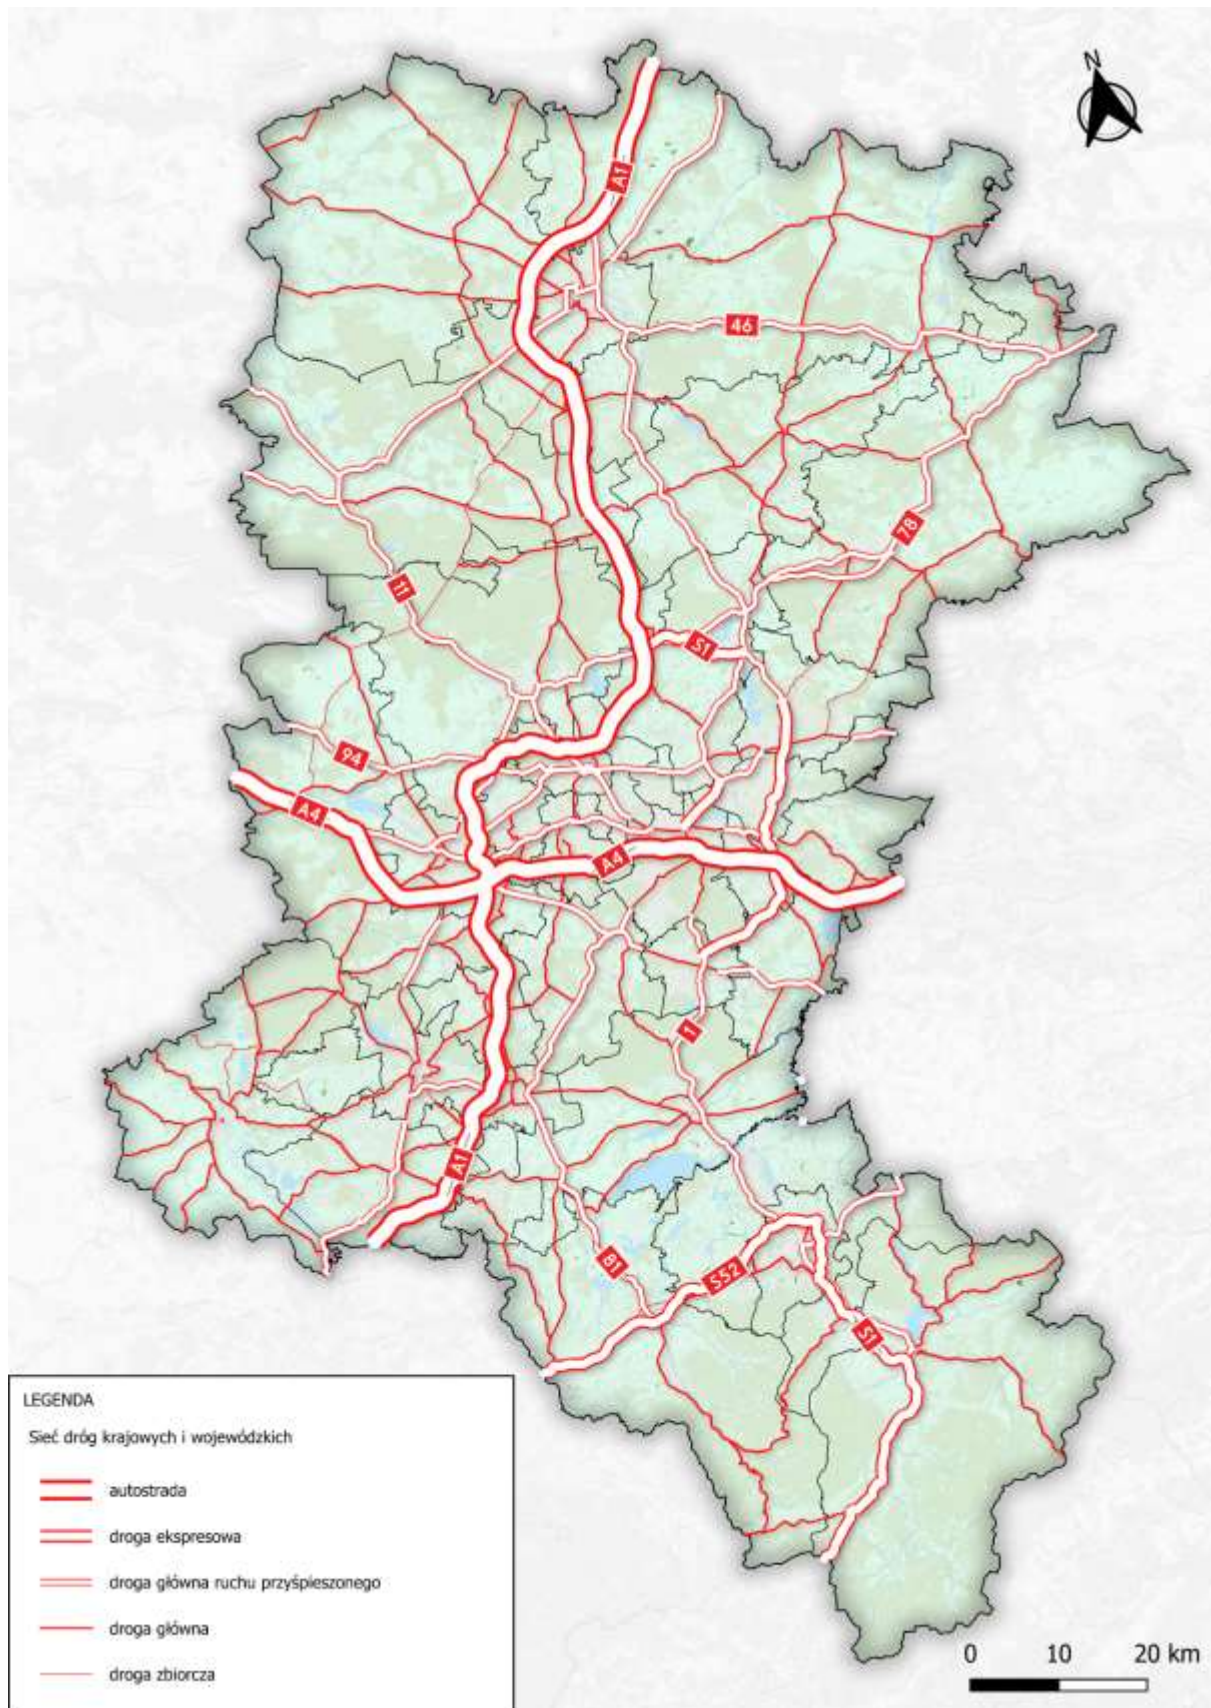 N
A1
46
78
11
S1
94
A4
A4
1
A1
81
S52
S1
LEGENDA
Sieć dróg krajowych i wojewódzkich
autostrada
droga ekspresowa
droga główna ruchu przyśpieszonego
droga główna
droga zbiorcza
0 10 20 km